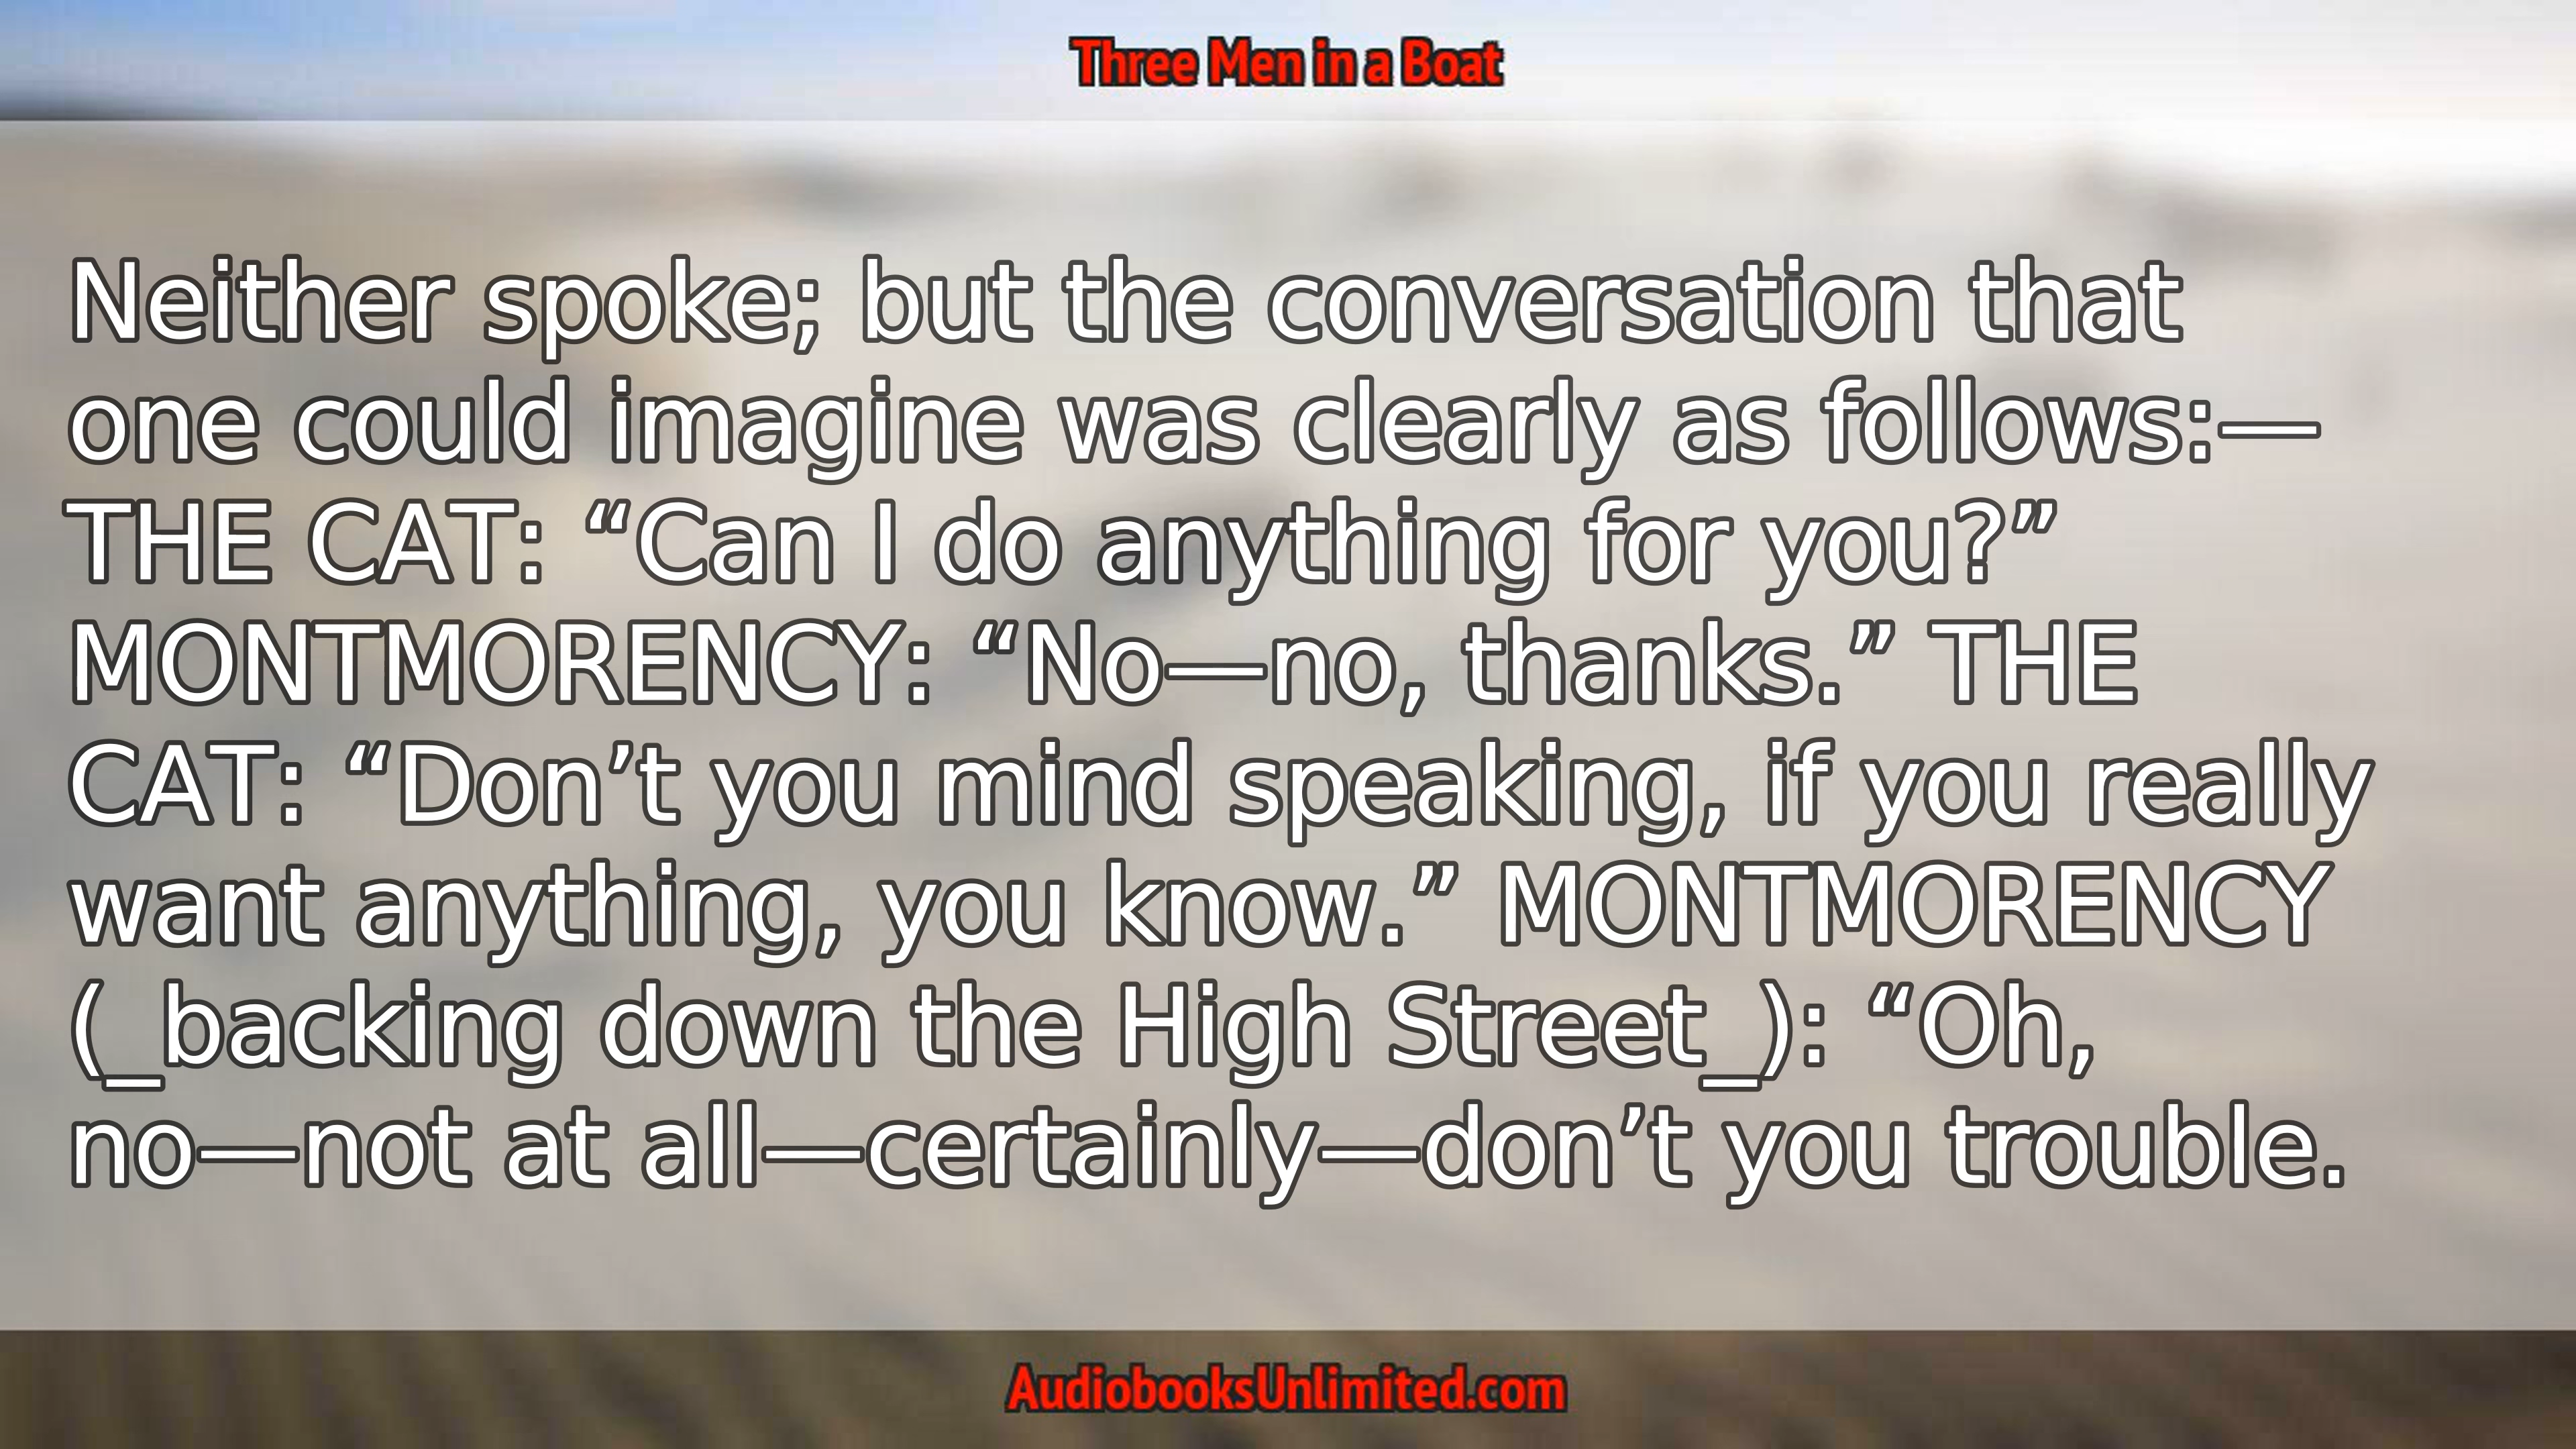 Three Men in a Boat
Neither spoke; but the conversation that
one could imagine was clearly as follows:—
THE CAT: “Can I do anything for you?”
MONTMORENCY: “No—no, thanks.” THE
CAT: “Don’t you mind speaking, if you really
want anything, you know.” MONTMORENCY
(_backing down the High Street_): “Oh,
no—not at all—certainly—don’t you trouble.
AudiobooksUnlimited.com